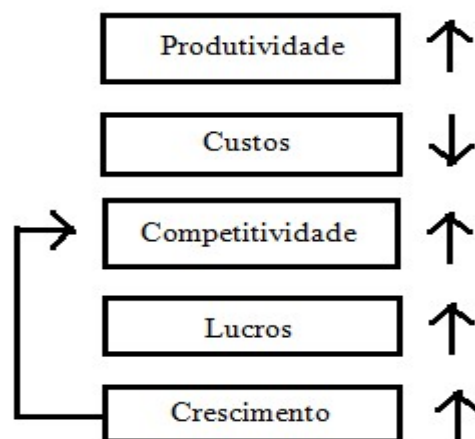 Produtividade
Custos
Competitividade
Lucros
Crescimento